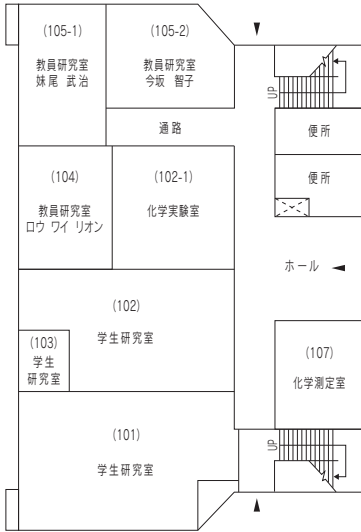 (105-1)
教員研究室
妹尾 武治
(105-2)
教員研究室
今坂 智子
UP
通路
便所
便所
(104)
教員研究室
ロウ ワイ リオン
(102-1)
化学実験室
ホール
(102)
学生研究室
(103)
学生
研究室
(107)
化学測定室
(101)
学生研究室
UP